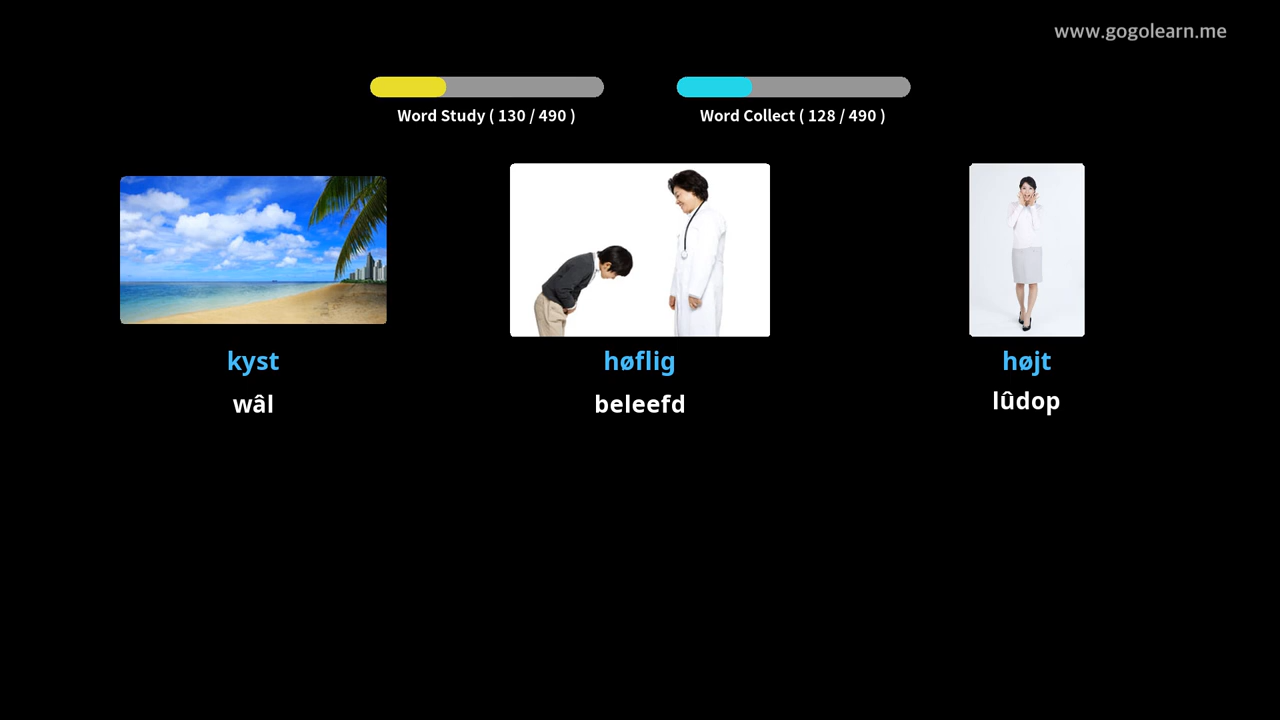 www.gogolearn.me
Word Study ( 130 / 490 )
Word Collect ( 128 / 490 )
kyst
høflig
højt
wâl
beleefd
lûdop